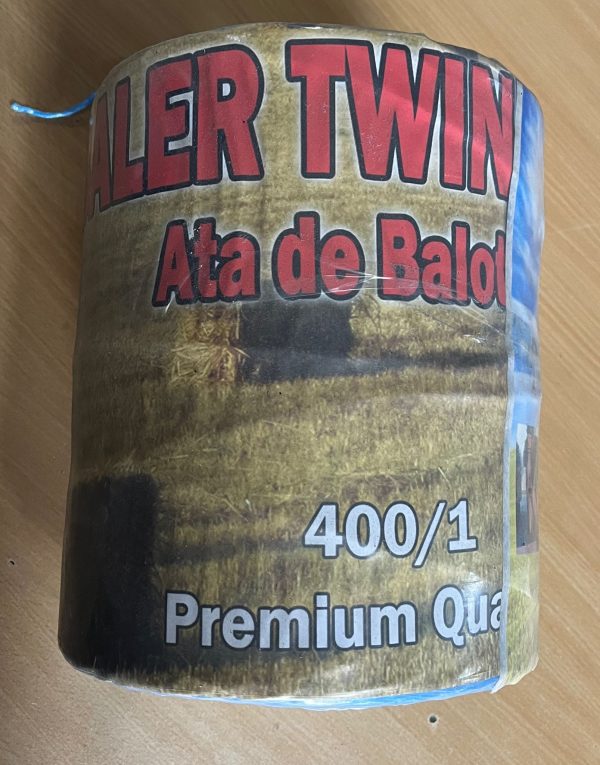 ALER TWIN
Ata de Balot
400/1
Premium Qua